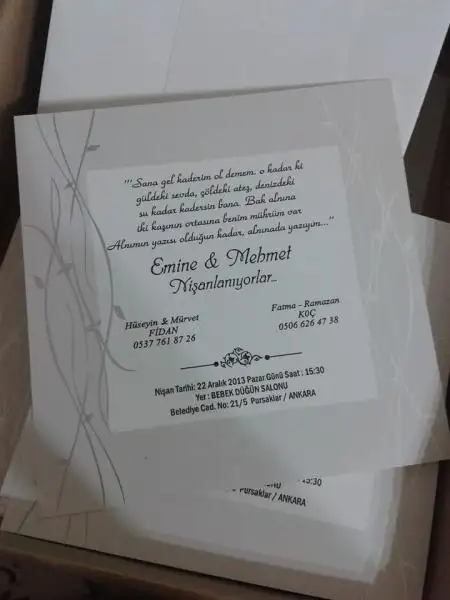 ""Sana gel kaderim ol demem. o kadar ki
güldeki sevda, çöldeki ateş, denizdeki
su kadar kadersin bana. Bak alnına
iki kaşının ortasına benim mührüm var
Alnımın yazısı olduğun kadar, alnınada yazıyım..."
Emine & Mehmet
Nişanlanıyorlar...
Hüseyin & Mürvet
FİDAN
0537 761 87 26
Fatma - Ramazan
KOÇ
0506 626 47 38
Nişan Tarihi: 22 Aralık 2013 Pazar Günü Saat : 15:30
Yer : BEBEK DÜĞÜN SALONU
Belediye Cad. No: 21/5 Pursaklar / ANKARA
:30
Pursaklar / ANKARA